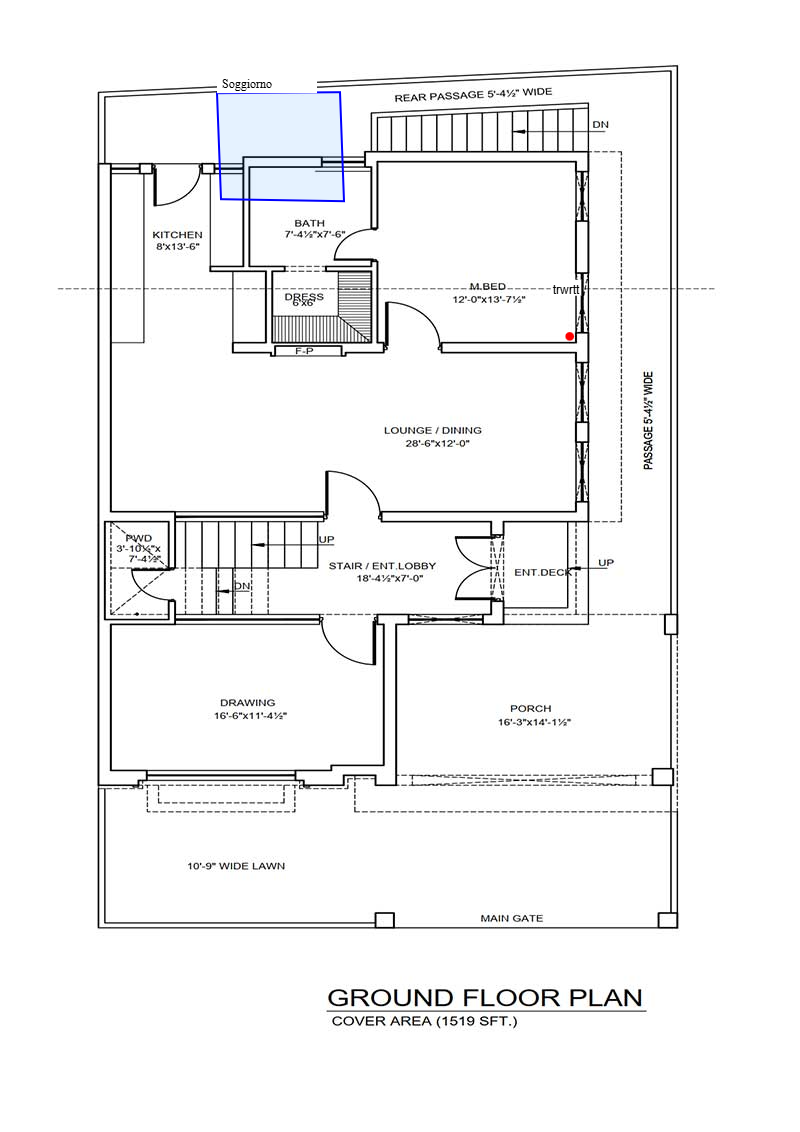 Soggiorno
REAR PASSAGE 5'-4½" WIDE
DN
BATH
7'-4½"x7'-6"
KITCHEN
8'x13'-6"
M.BED
12'-0"x13'-7½"
trwrtt
DRESS
6'x6'
F-P
PASSAGE 5'-4½" WIDE
LOUNGE / DINING
28'-6"x12'-0"
PWD
3'-10½"x
7'-4½"
UP
STAIR / ENT.LOBBY
18'-4½"x7'-0"
DN
ENT.DECK
UP
DRAWING
16'-6"x11'-4½"
PORCH
16'-3"x14'-1½"
10'-9" WIDE LAWN
MAIN GATE
GROUND FLOOR PLAN
COVER AREA (1519 SFT.)